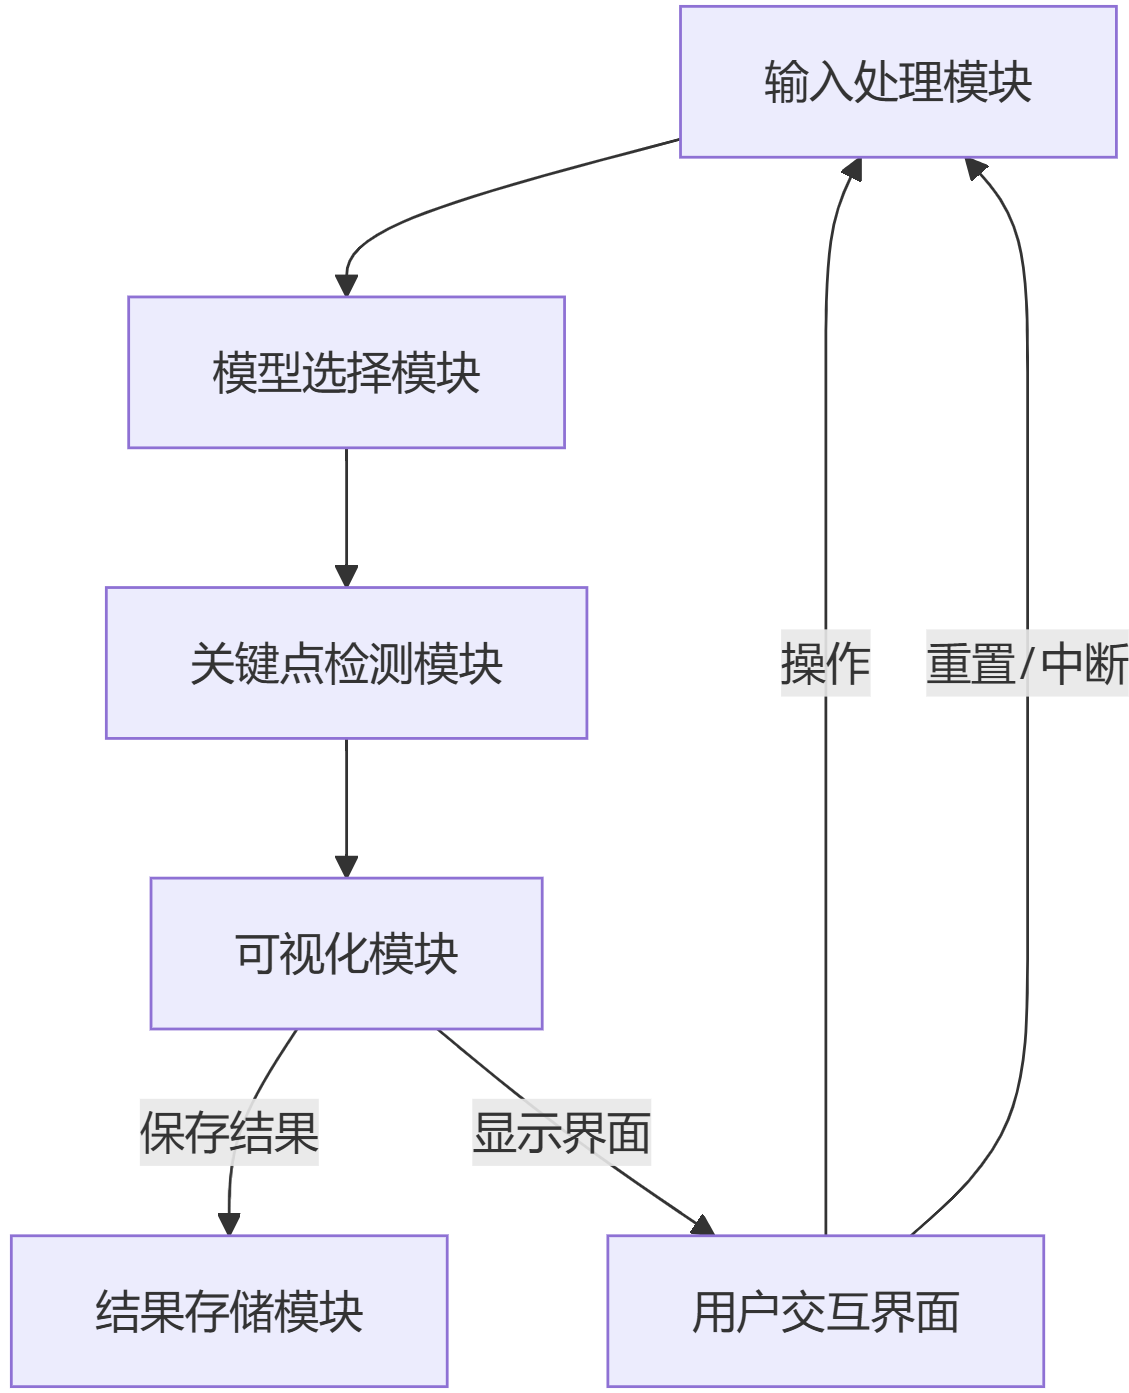 输入处理模块
模型选择模块
关键点检测模块
操作
重置/中断
可视化模块
保存结果
显示界面
结果存储模块
用户交互界面